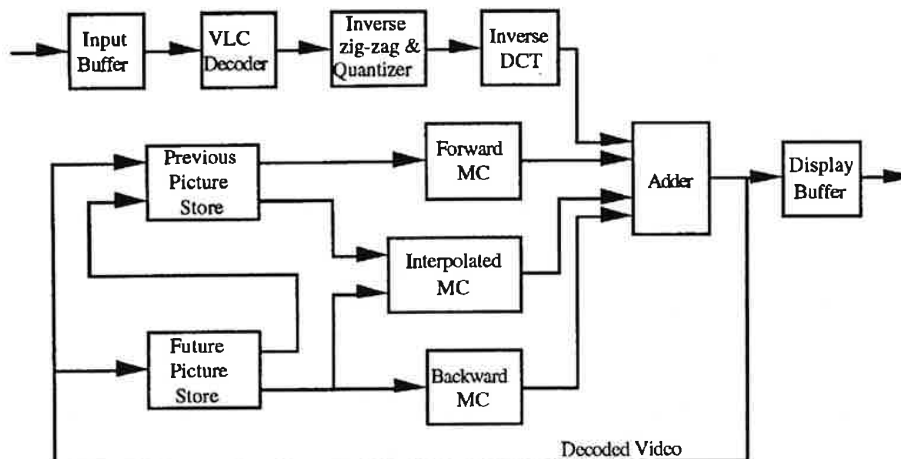 Input
Buffer
VLC
Decoder
Inverse
zig-zag &
Quantizer
Inverse
DCT
Previous
Picture
Store
Forward
MC
Adder
Display
Buffer
Interpolated
MC
Future
Picture
Store
Backward
MC
Decoded Video